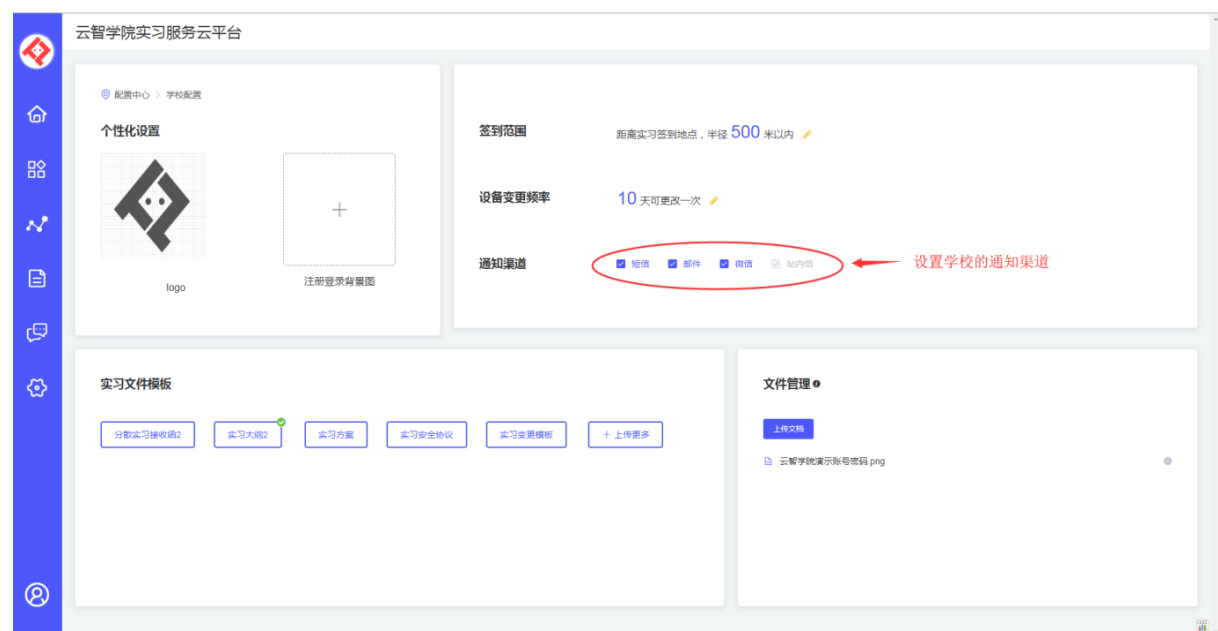 云智学院实习服务云平台
配置中心 > 学校配置
个性化设置
logo
注册登录背景图
签到范围
距离实习签到地点，半径 500 米以内
设备变更频率
10 天可更改一次
通知渠道
短信 邮件 微信 站内信
设置学校的通知渠道
实习文件模板
分散实习接收函2 实习大纲2 实习方案 实习安全协议 实习变更模板 + 上传更多
文件管理
上传文档
云智学院演示账号密码.png